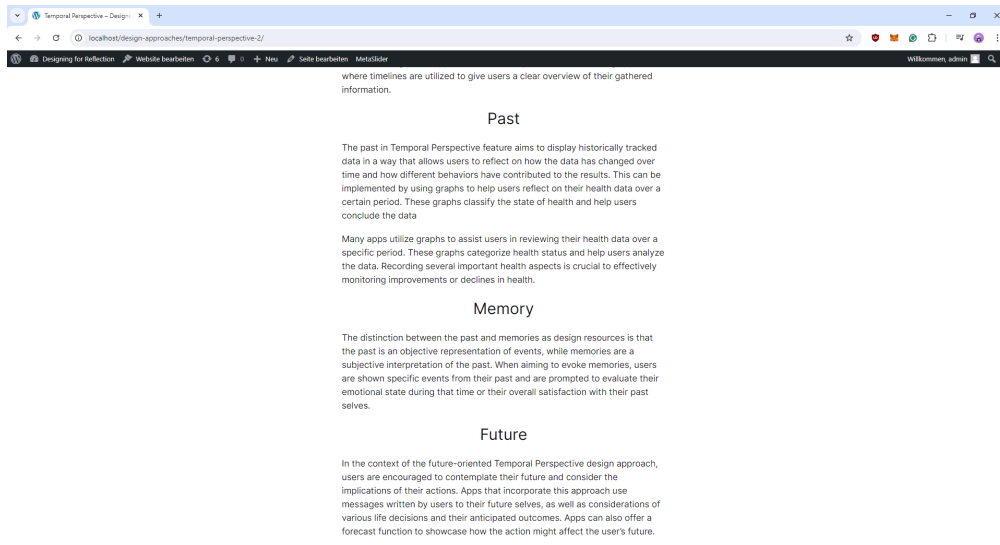 Temporal Perspective – Design
localhost/design-approaches/temporal-perspective-2/
Designing for Reflection Website bearbeiten 6 0 Neu Seite bearbeiten MetaSlider Willkommen, admin
where timelines are utilized to give users a clear overview of their gathered
information.
Past
The past in Temporal Perspective feature aims to display historically tracked
data in a way that allows users to reflect on how the data has changed over
time and how different behaviors have contributed to the results. This can be
implemented by using graphs to help users reflect on their health data over a
certain period. These graphs classify the state of health and help users
conclude the data
Many apps utilize graphs to assist users in reviewing their health data over a
specific period. These graphs categorize health status and help users analyze
the data. Recording several important health aspects is crucial to effectively
monitoring improvements or declines in health.
Memory
The distinction between the past and memories as design resources is that
the past is an objective representation of events, while memories are a
subjective interpretation of the past. When aiming to evoke memories, users
are shown specific events from their past and are prompted to evaluate their
emotional state during that time or their overall satisfaction with their past
selves.
Future
In the context of the future-oriented Temporal Perspective design approach,
users are encouraged to contemplate their future and consider the
implications of their actions. Apps that incorporate this approach use
messages written by users to their future selves, as well as considerations of
various life decisions and their anticipated outcomes. Apps can also offer a
forecast function to showcase how the action might affect the user's future.